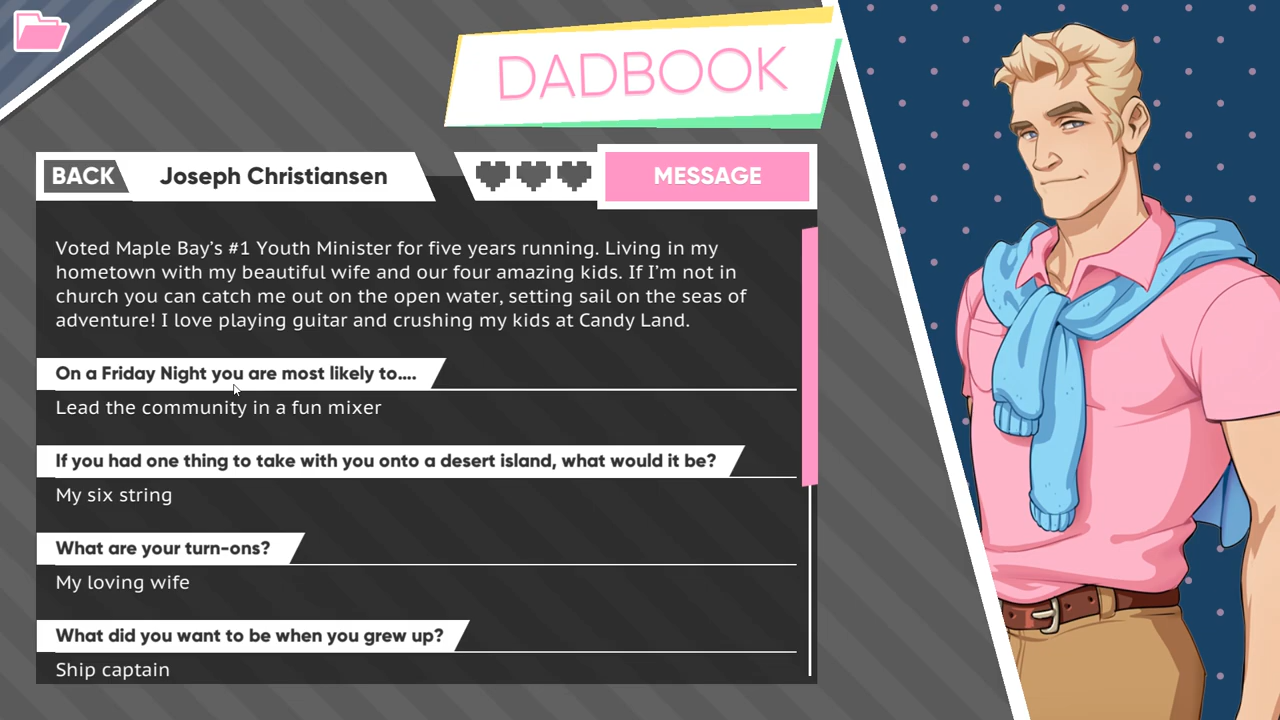 DADBOOK
BACK
Joseph Christiansen
MESSAGE
Voted Maple Bay’s #1 Youth Minister for five years running. Living in my
hometown with my beautiful wife and our four amazing kids. If I’m not in
church you can catch me out on the open water, setting sail on the seas of
adventure! I love playing guitar and crushing my kids at Candy Land.
On a Friday Night you are most likely to....
Lead the community in a fun mixer
If you had one thing to take with you onto a desert island, what would it be?
My six string
What are your turn-ons?
My loving wife
What did you want to be when you grew up?
Ship captain